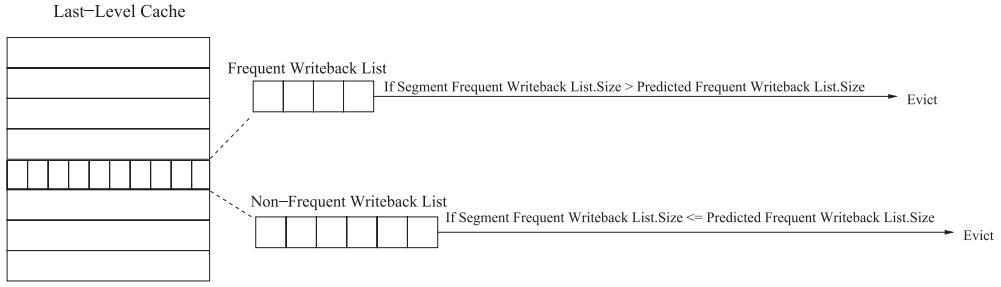 Last−Level Cache
Frequent Writeback List
If Segment Frequent Writeback List.Size > Predicted Frequent Writeback List.Size
Evict
Non−Frequent Writeback List
If Segment Frequent Writeback List.Size <= Predicted Frequent Writeback List.Size
Evict